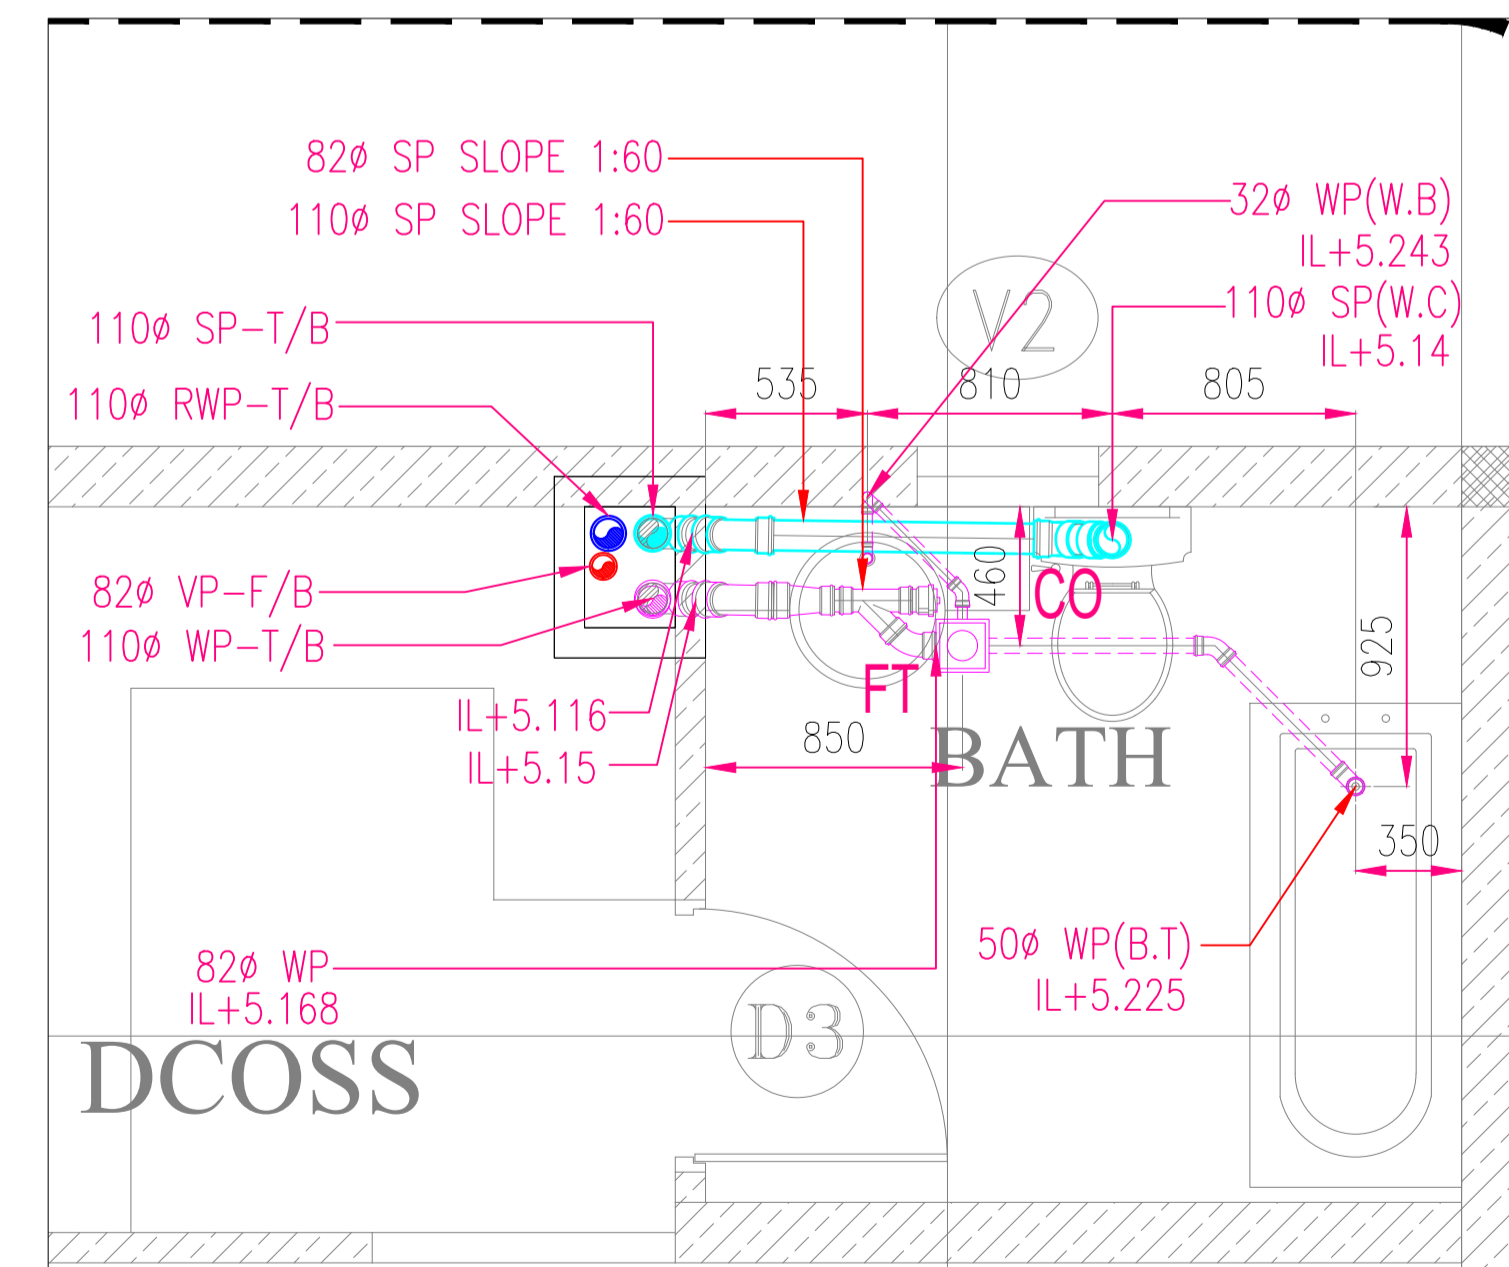 82ø SP SLOPE 1:60
110ø SP SLOPE 1:60
32ø WP(W.B)
IL+5.243
110ø SP(W.C)
IL+5.14
V2
110ø SP-T/B
110ø RWP-T/B
535
810
805
82ø VP-F/B
110ø WP-T/B
460
CO
925
FT
IL+5.116
IL+5.15
850
BATH
350
82ø WP
IL+5.168
50ø WP(B.T)
IL+5.225
D3
DCOSS